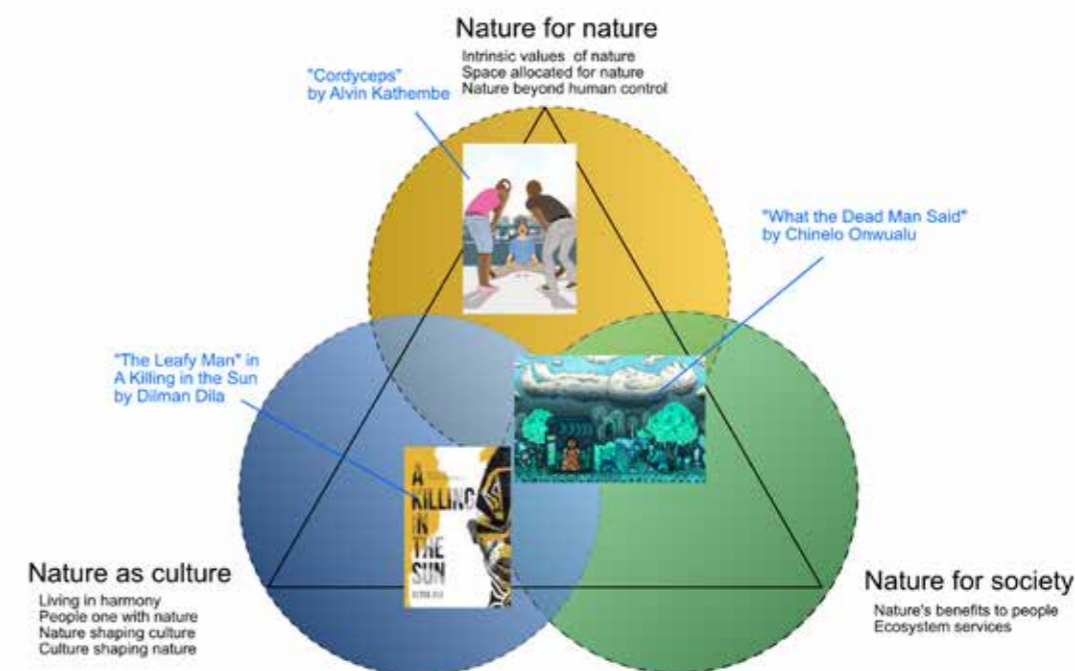 Nature for nature
Intrinsic values of nature
Space allocated for nature
Nature beyond human control
"Cordyceps"
by Alvin Kathembe
"What the Dead Man Said"
by Chinelo Onwualu
"The Leafy Man" in
A Killing in the Sun
by Dilman Dila
A
KILLING
IN
THE
SUN
Nature as culture
Living in harmony
People one with nature
Nature shaping culture
Culture shaping nature
Nature for society
Nature's benefits to people
Ecosystem services